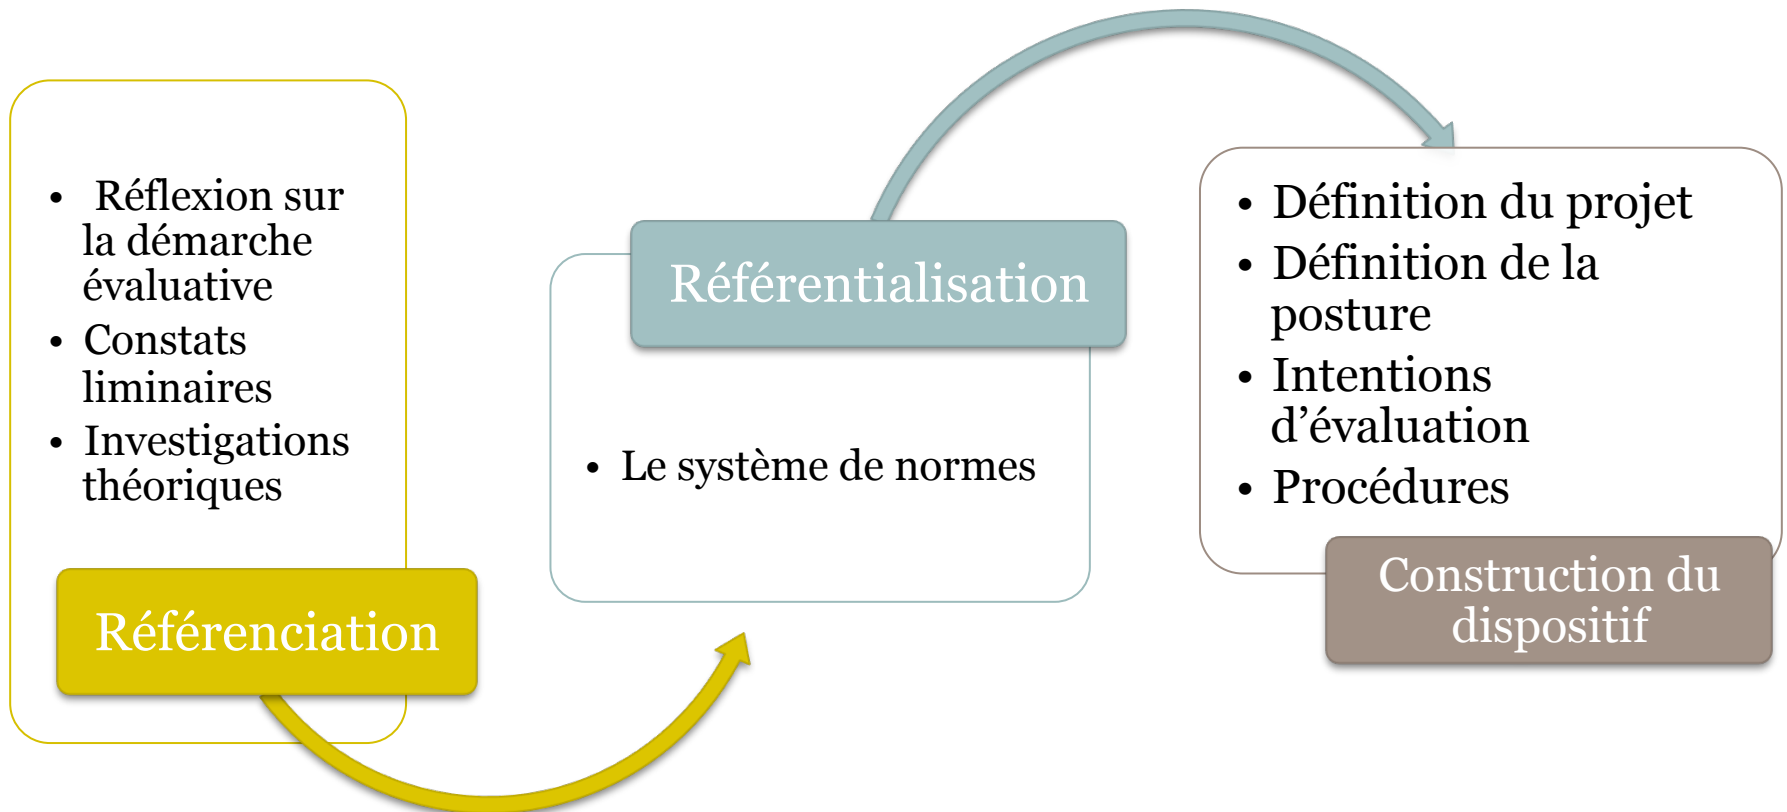 • Réflexion sur
la démarche
évaluative
• Constats
liminaires
• Investigations
théoriques
Référenciation
Référentialisation
• Le système de normes
• Définition du projet
• Définition de la
posture
• Intentions
d’évaluation
• Procédures
Construction du
dispositif